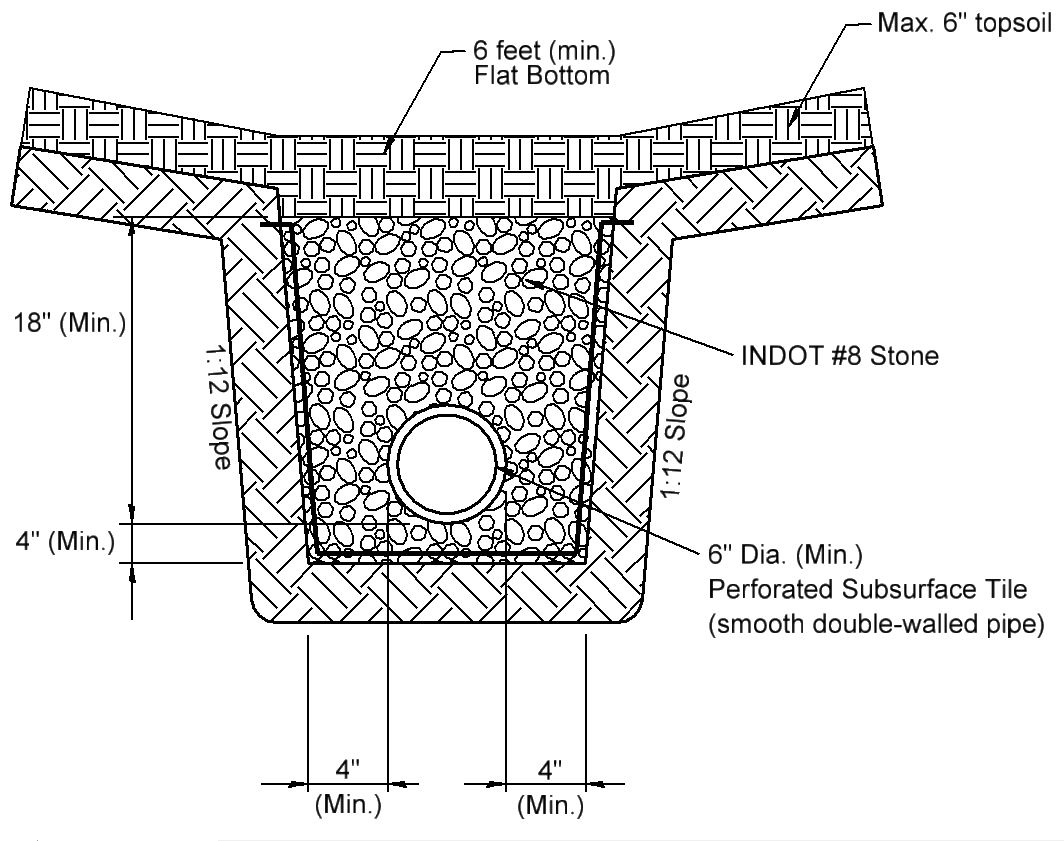 Max. 6" topsoil
6 feet (min.)
Flat Bottom
18" (Min.)
1:12 Slope
INDOT #8 Stone
1:12 Slope
4" (Min.)
6" Dia. (Min.)
Perforated Subsurface Tile
(smooth double-walled pipe)
4"
(Min.)
4"
(Min.)